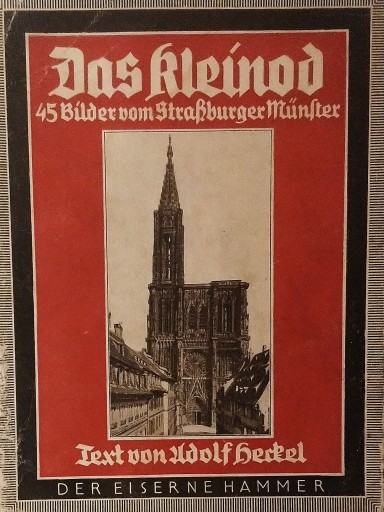 Das Kleinod
45 Bilder vom Straßburger Münster
Text von Adolf Heckel
DER EISERNE HAMMER